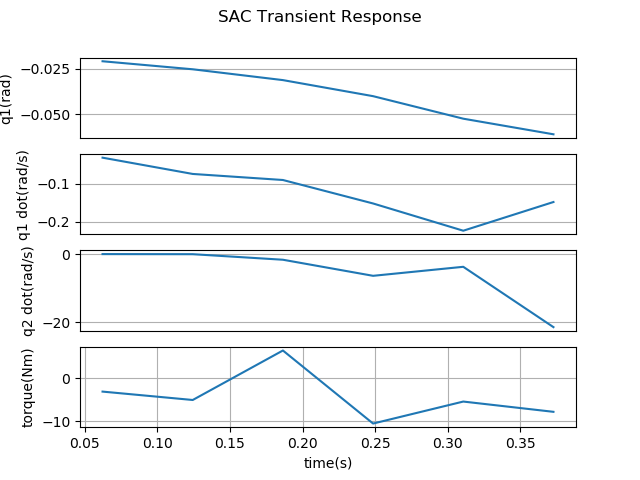 SAC Transient Response
q1(rad)
−0.025
−0.050
q1 dot(rad/s)
−0.1
−0.2
q2 dot(rad/s)
0
−20
torque(Nm)
0
−10
0.05 0.10 0.15 0.20 0.25 0.30 0.35
time(s)